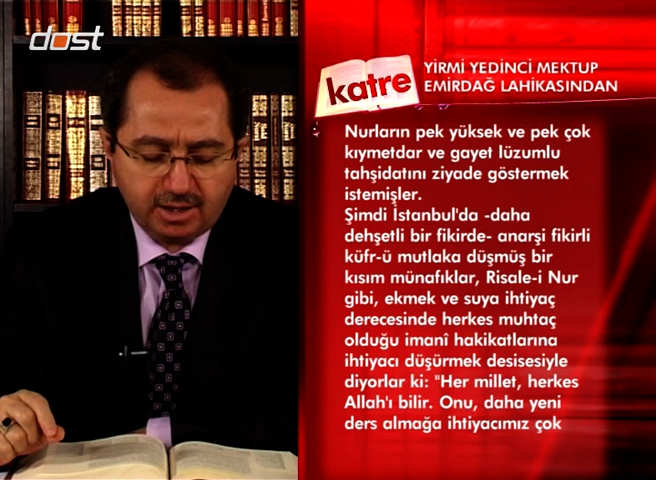 dost
katre
YİRMİ YEDİNCİ MEKTUP
EMİRDAĞ LAHİKASINDAN
Nurların pek yüksek ve pek çok
kıymetdar ve gayet lüzumlu
tahşidatını ziyade göstermek
istemişler.
Şimdi İstanbul'da -daha
dehşetli bir fikirde- anarşi fikirli
küfr-ü mutlaka düşmüş bir
kısım münafıklar, Risale-i Nur
gibi, ekmek ve suya ihtiyaç
derecesinde herkes muhtaç
olduğu imanî hakikatlarına
ihtiyacı düşürmek desisesiyle
diyorlar ki: "Her millet, herkes
Allah'ı bilir. Onu, daha yeni
ders almağa ihtiyacımız çok